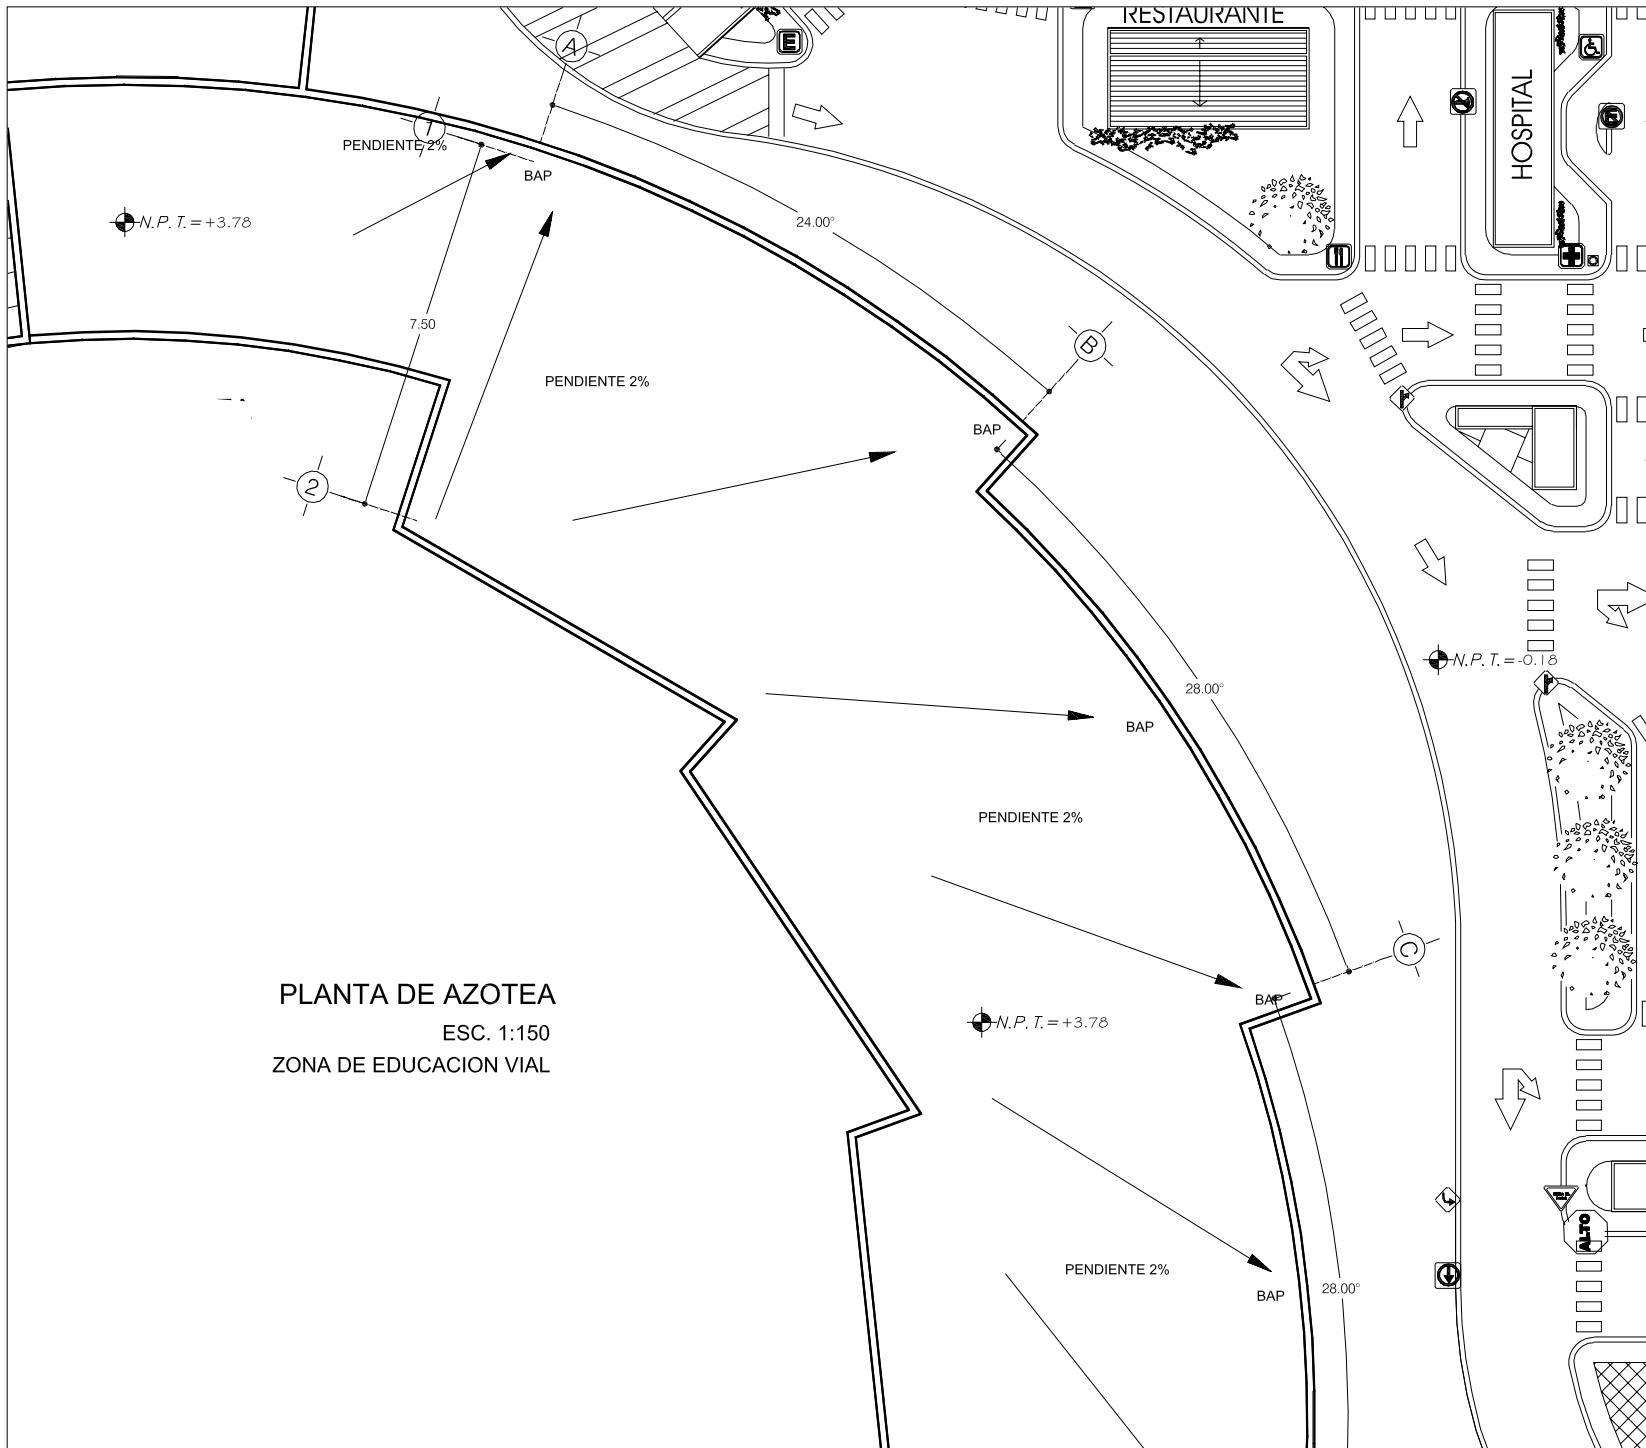 RESTAURANTE
A
E
1
PENDIENTE 2%
HOSPITAL
BAP
N.P.T.=+3.78
24.00°
7.50
B
PENDIENTE 2%
BAP
2
28.00°
N.P.T.=-0.18
BAP
PENDIENTE 2%
C
PLANTA DE AZOTEA
ESC. 1:150
ZONA DE EDUCACION VIAL
BAP
N.P.T.=+3.78
ALTO
PENDIENTE 2%
BAP
28.00°